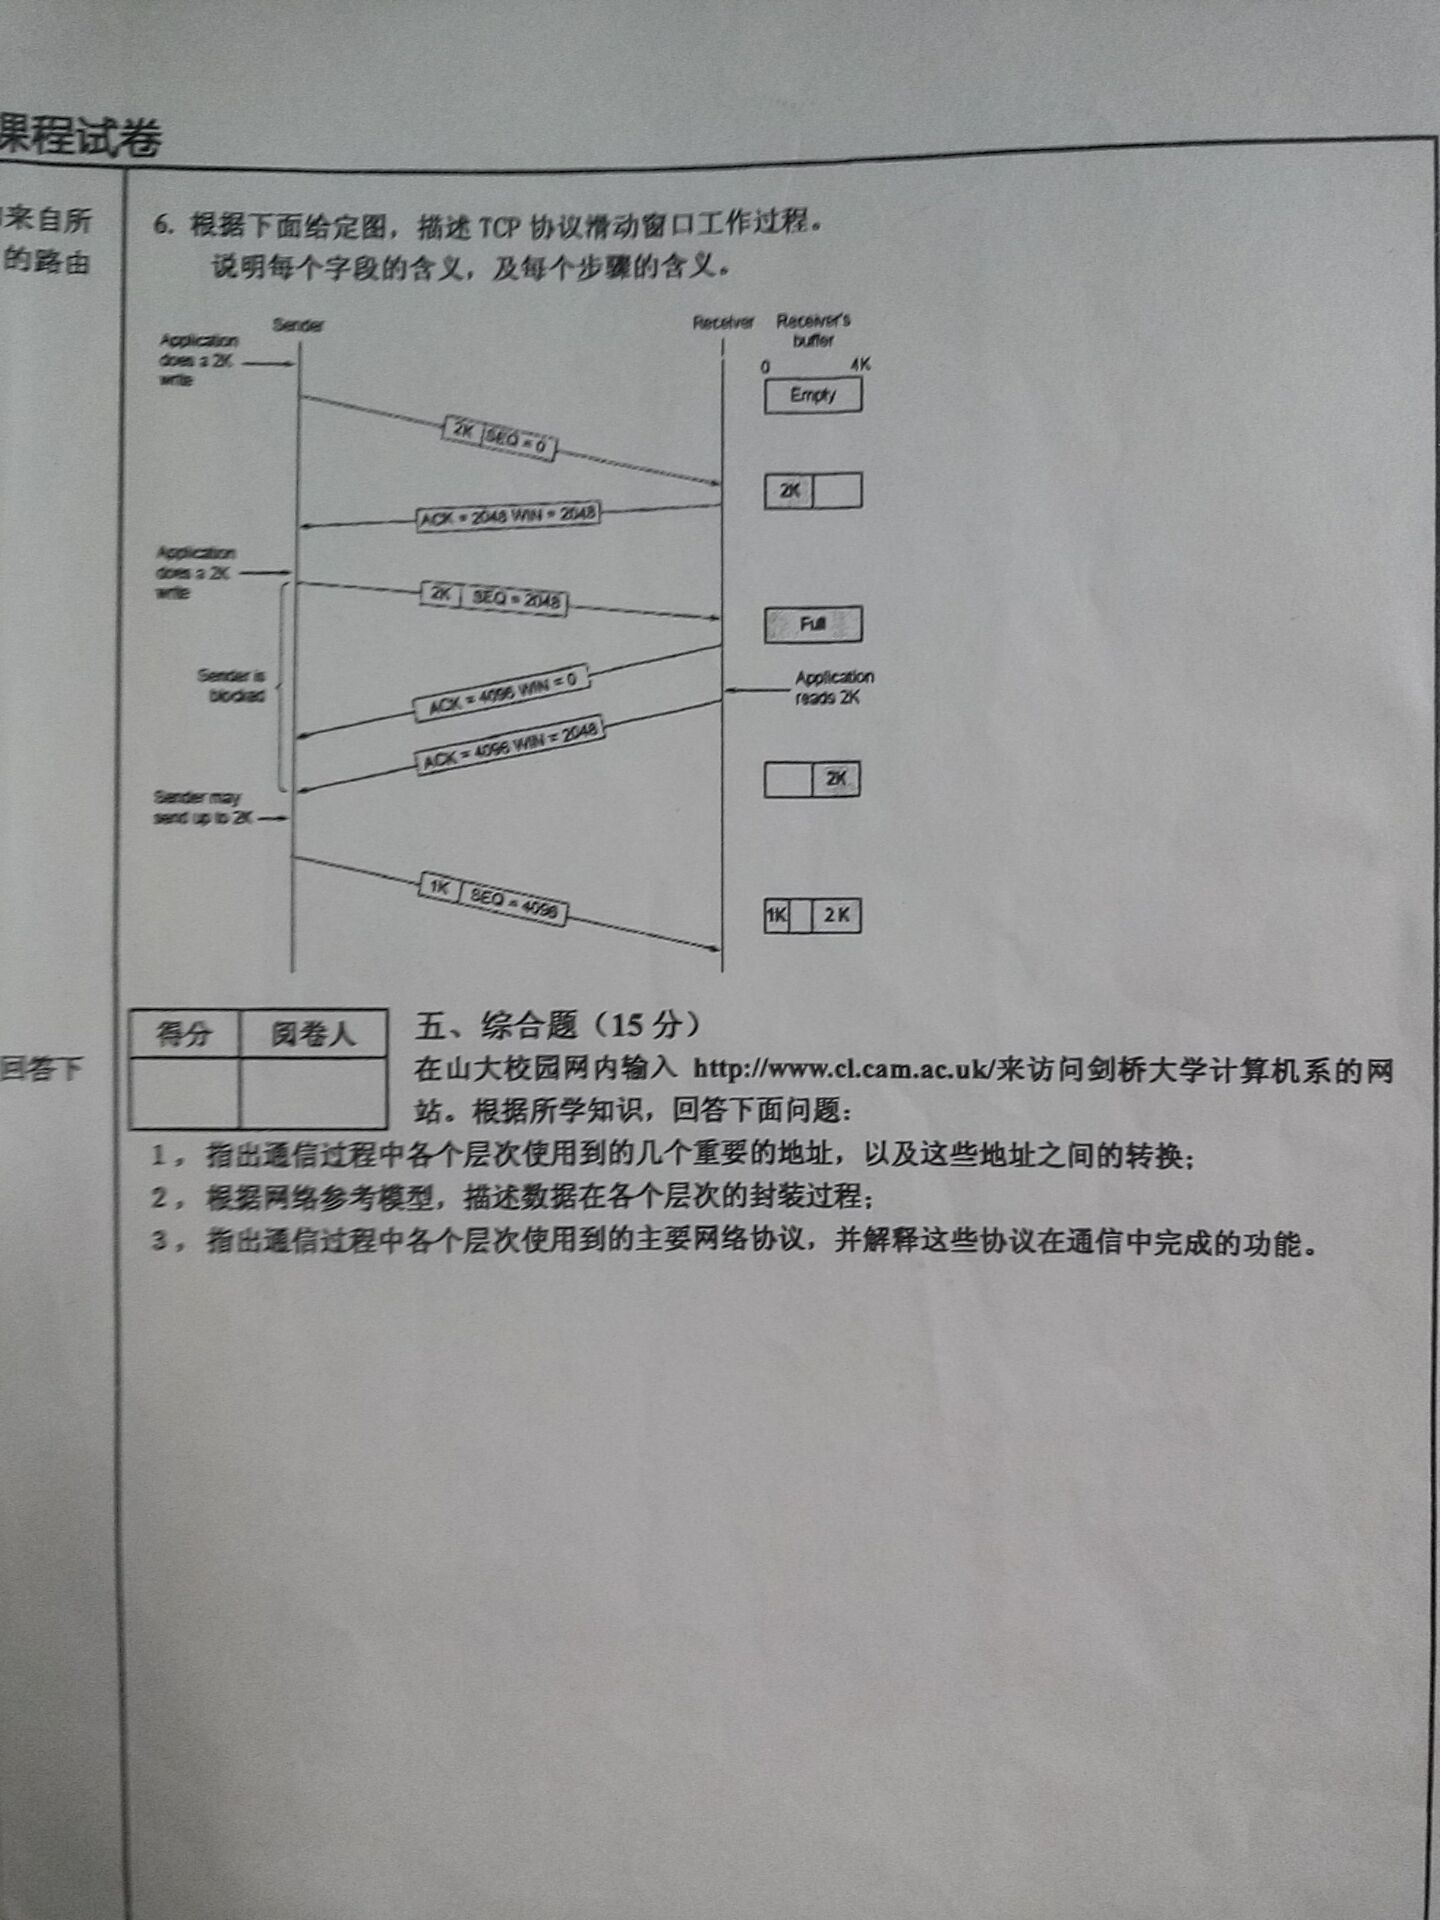 课程试卷
来自所
的路由
6. 根据下面给定图，描述 TCP 协议滑动窗口工作过程。
说明每个字段的含义，及每个步骤的含义。
Sender
Receiver
Receiver's
buffer
Application
does a 2K
write
0 4K
Empty
2K SEQ = 0
2K
ACK = 2048 WIN = 2048
Application
does a 2K
write
2K SEQ = 2048
Full
Sender is
blocked
Application
reads 2K
ACK = 4096 WIN = 0
ACK = 4096 WIN = 2048
2K
Sender may
send up to 2K
1K SEQ = 4096
1K 2K
得分 阅卷人
五、综合题（15 分）
回答下
在山大校园网内输入 http://www.cl.cam.ac.uk/来访问剑桥大学计算机系的网
站。根据所学知识，回答下面问题：
1， 指出通信过程中各个层次使用到的几个重要的地址，以及这些地址之间的转换；
2， 根据网络参考模型，描述数据在各个层次的封装过程；
3， 指出通信过程中各个层次使用到的主要网络协议，并解释这些协议在通信中完成的功能。